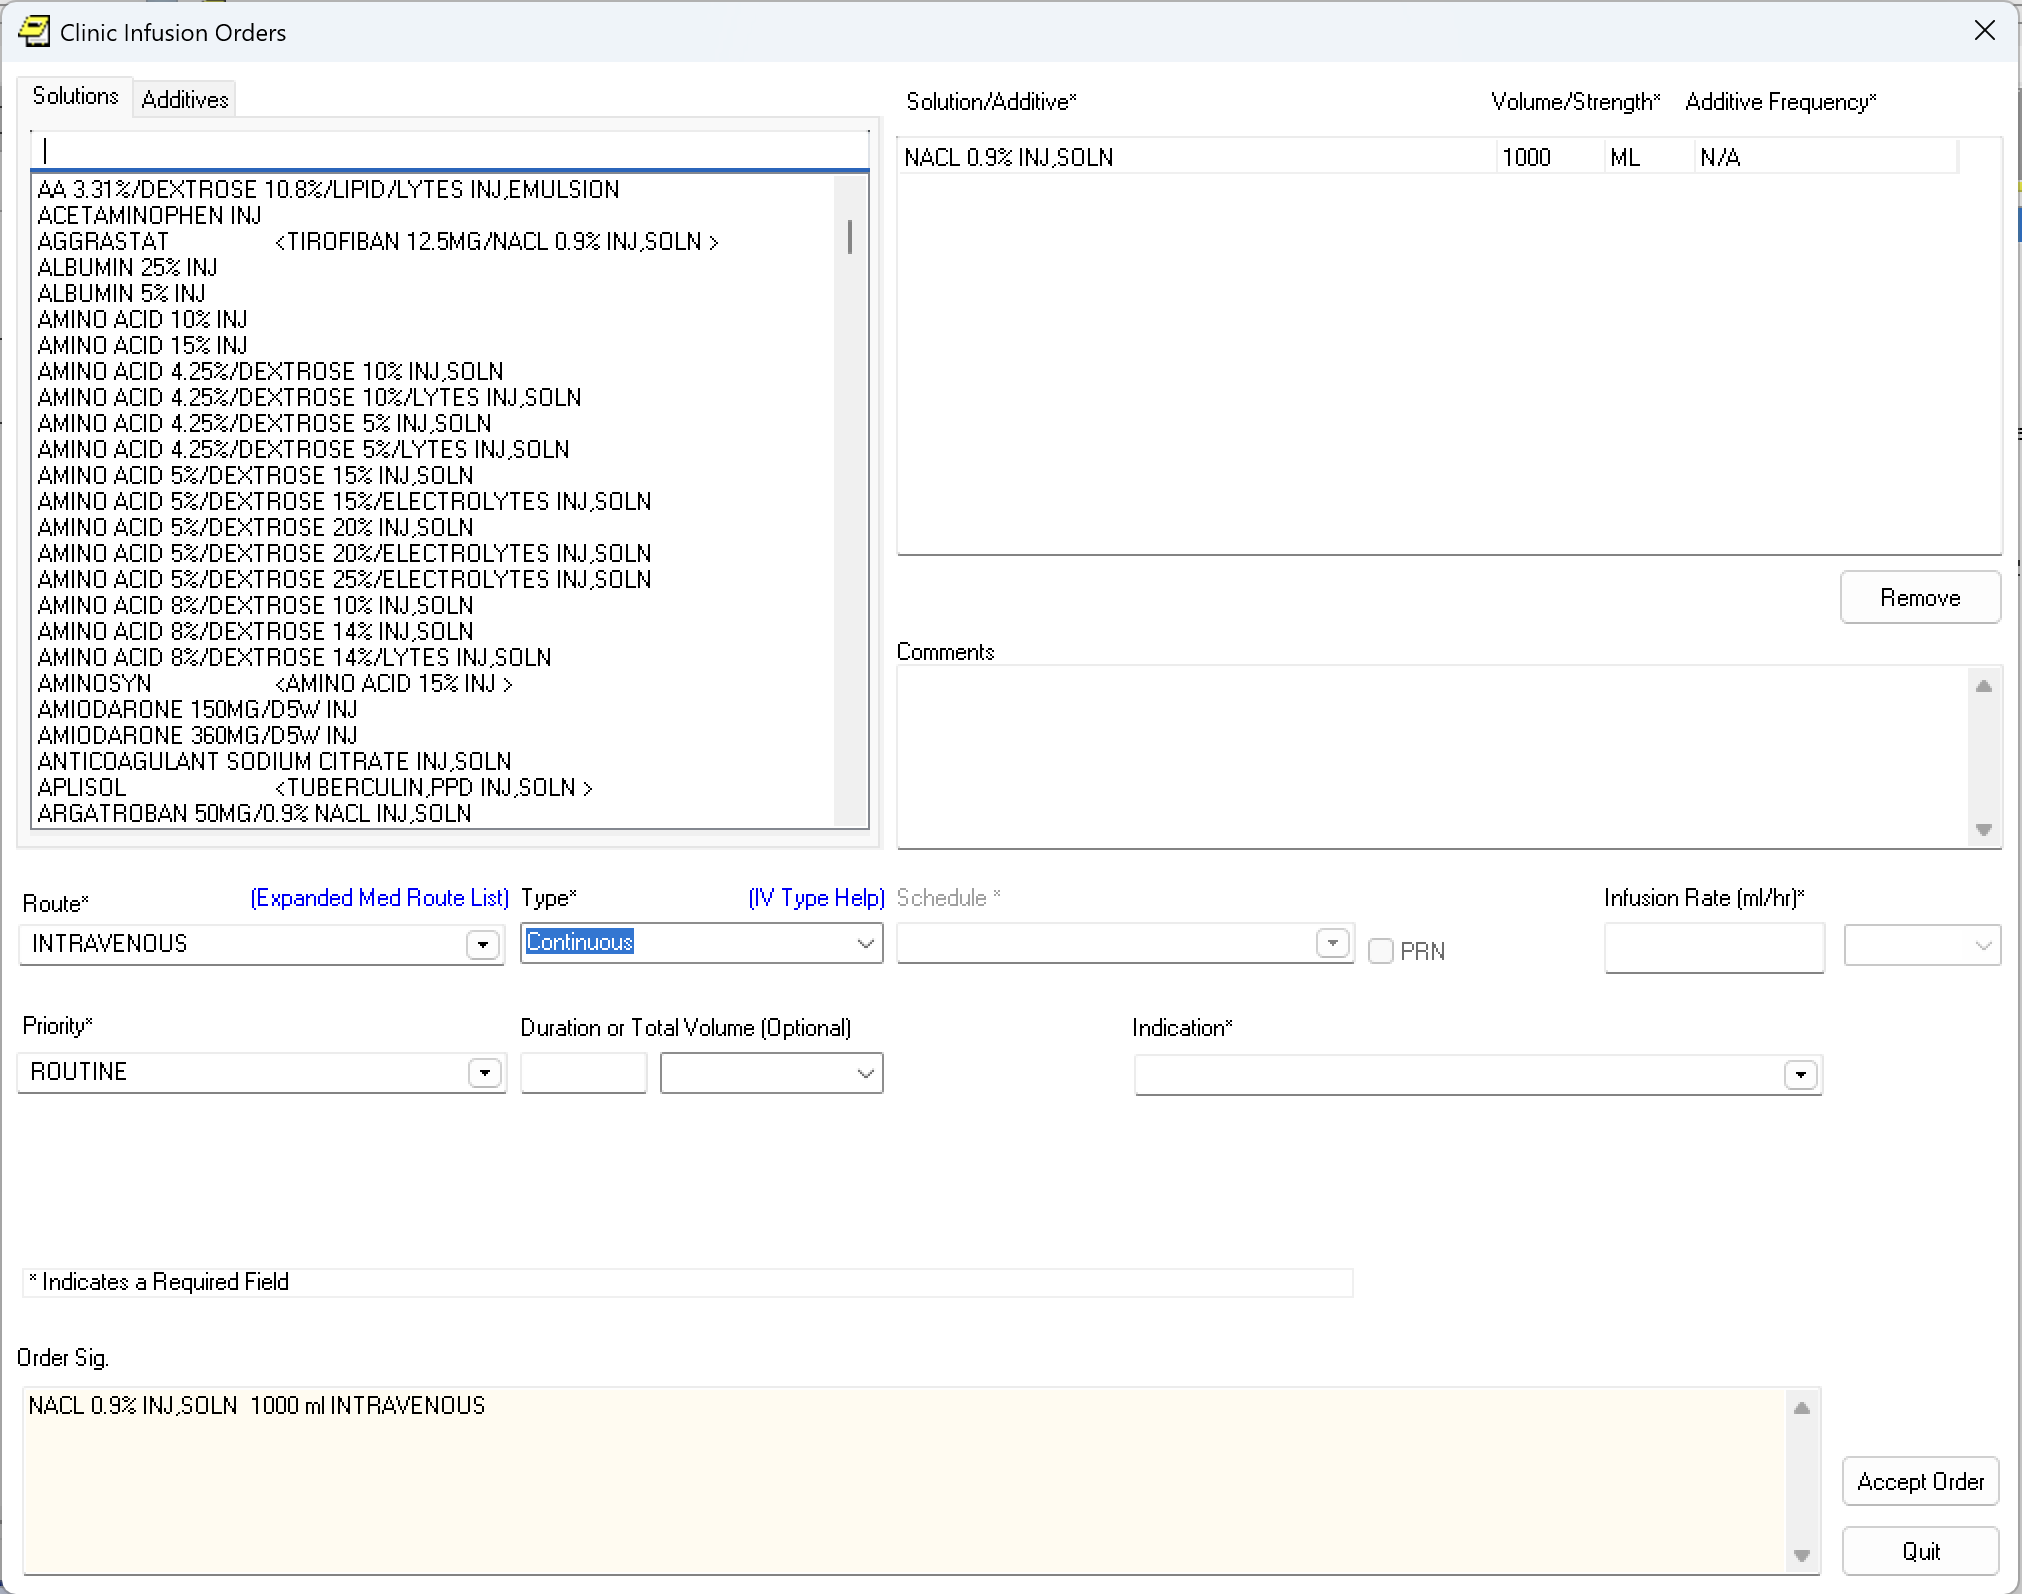 Clinic Infusion Orders
Solutions
Additives
AA 3.31%/DEXTROSE 10.8%/LIPID/LYTES INJ,EMULSION
ACETAMINOPHEN INJ
AGGRASTAT <TIROFIBAN 12.5MG/NACL 0.9% INJ,SOLN >
ALBUMIN 25% INJ
ALBUMIN 5% INJ
AMINO ACID 10% INJ
AMINO ACID 15% INJ
AMINO ACID 4.25%/DEXTROSE 10% INJ,SOLN
AMINO ACID 4.25%/DEXTROSE 10%/LYTES INJ,SOLN
AMINO ACID 4.25%/DEXTROSE 5% INJ,SOLN
AMINO ACID 4.25%/DEXTROSE 5%/LYTES INJ,SOLN
AMINO ACID 5%/DEXTROSE 15% INJ,SOLN
AMINO ACID 5%/DEXTROSE 15%/ELECTROLYTES INJ,SOLN
AMINO ACID 5%/DEXTROSE 20% INJ,SOLN
AMINO ACID 5%/DEXTROSE 20%/ELECTROLYTES INJ,SOLN
AMINO ACID 5%/DEXTROSE 25%/ELECTROLYTES INJ,SOLN
AMINO ACID 8%/DEXTROSE 10% INJ,SOLN
AMINO ACID 8%/DEXTROSE 14% INJ,SOLN
AMINO ACID 8%/DEXTROSE 14%/LYTES INJ,SOLN
AMINOSYN <AMINO ACID 15% INJ >
AMIODARONE 150MG/D5W INJ
AMIODARONE 360MG/D5W INJ
ANTICOAGULANT SODIUM CITRATE INJ,SOLN
APLISOL <TUBERCULIN,PPD INJ,SOLN >
ARGATROBAN 50MG/0.9% NACL INJ,SOLN
Solution/Additive* Volume/Strength* Additive Frequency*
NACL 0.9% INJ,SOLN 1000 ML N/A
Remove
Comments
Route* (Expanded Med Route List) Type* (IV Type Help) Schedule * Infusion Rate (ml/hr)*
INTRAVENOUS Continuous PRN
Priority* Duration or Total Volume (Optional) Indication*
ROUTINE
* Indicates a Required Field
Order Sig.
NACL 0.9% INJ,SOLN 1000 ml INTRAVENOUS
Accept Order
Quit